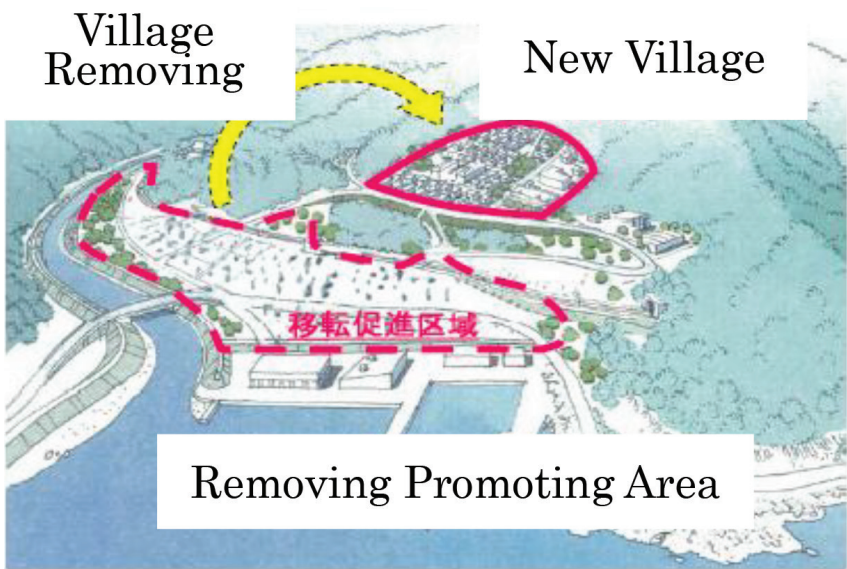 Village
Removing
New Village
移転促進区域
Removing Promoting Area